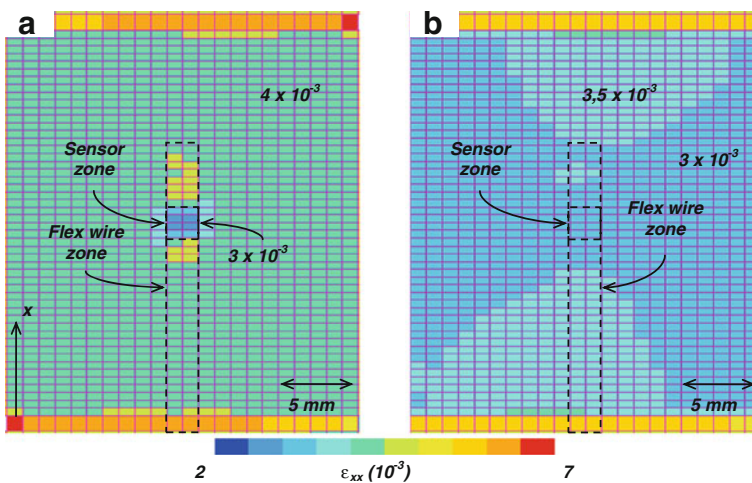 a
4 x 10⁻³
Sensor
zone
Flex wire
zone
3 x 10⁻³
x
5 mm
b
3,5 x 10⁻³
Sensor
zone
3 x 10⁻³
Flex wire
zone
5 mm
2
εxx (10⁻³)
7